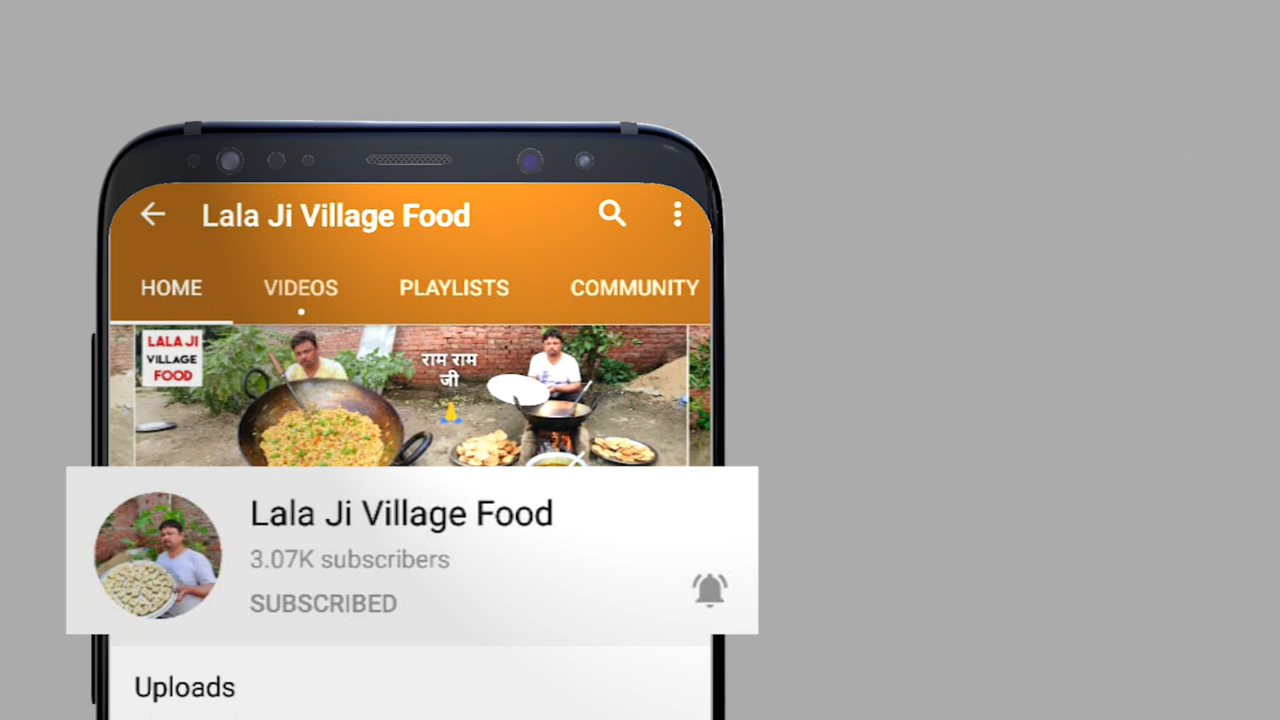 Lala Ji Village Food
HOME VIDEOS PLAYLISTS COMMUNITY
LALA JI
VILLAGE
FOOD
राम राम
जी
Lala Ji Village Food
3.07K subscribers
SUBSCRIBED
Uploads